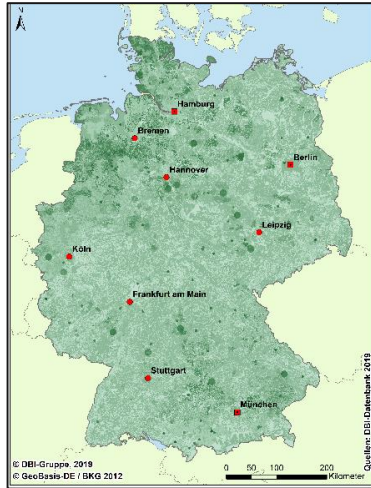 N
Hamburg
Bremen
Berlin
Hannover
Leipzig
Köln
Frankfurt am Main
Stuttgart
München
Quellen: DBI-Datenbank 2019
© DBI-Gruppe, 2019
© GeoBasis-DE / BKG 2012
0 50 100 200
Kilometer